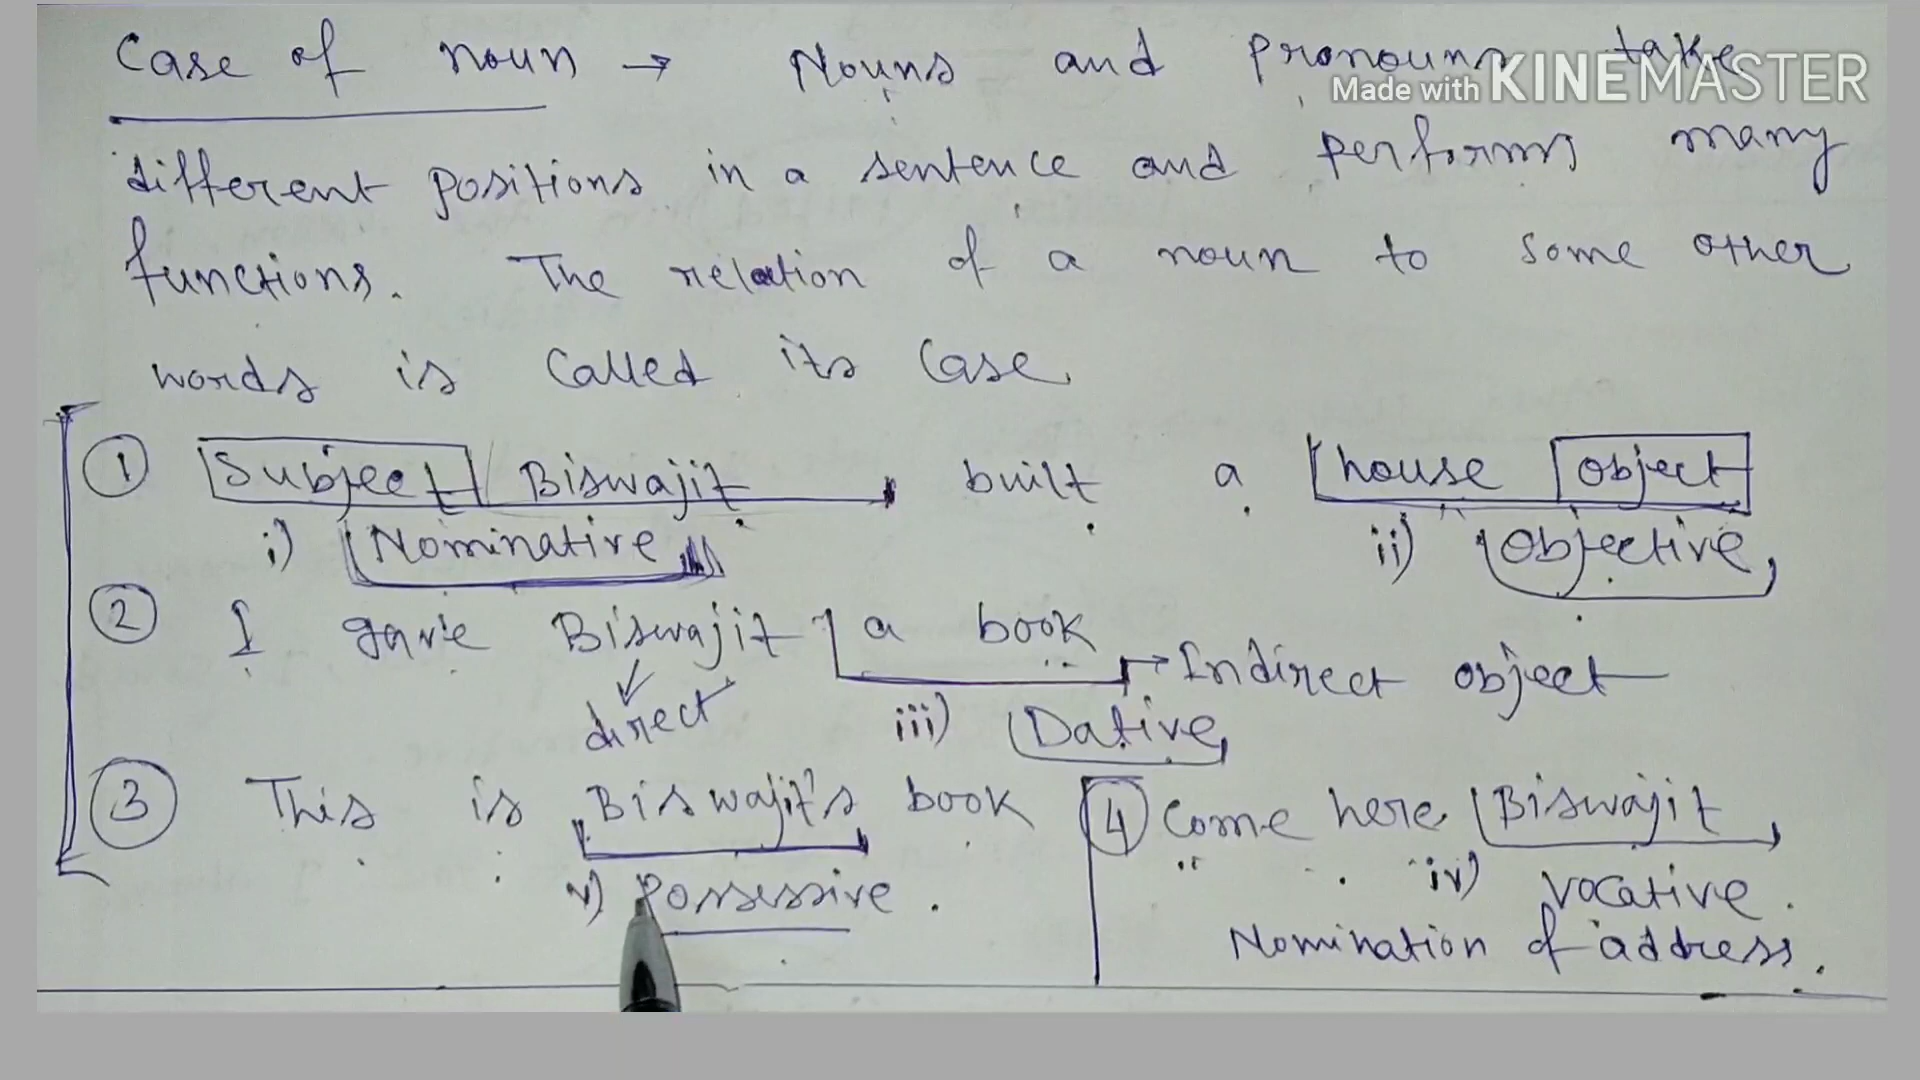 Case of noun → Nouns and pronouns take
Made with KINEMASTER
different positions in a sentence and performs many
functions. The relation of a noun to some other
words is called its case.
① Subject Biswajit built a house object
i) Nominative ii) Objective
② I gave Biswajit a book → Indirect object
direct iii) Dative
③ This is Biswajit's book ④ Come here, Biswajit
v) Possessive. iv) Vocative.
Nomination of address.